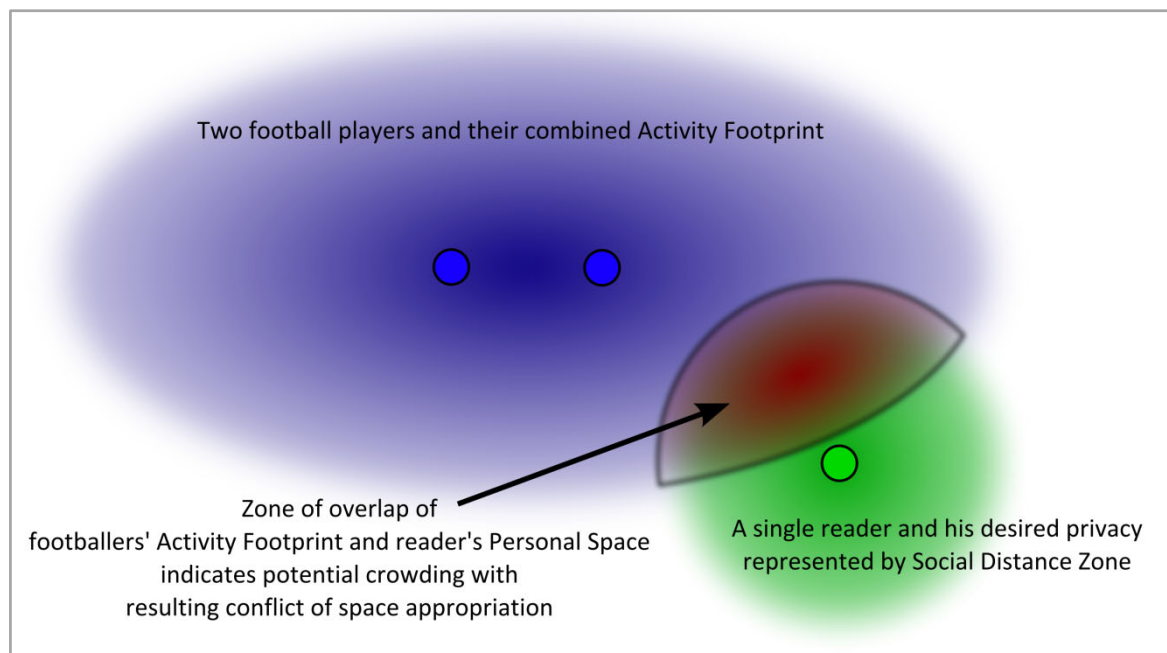 Two football players and their combined Activity Footprint
Zone of overlap of
footballers' Activity Footprint and reader's Personal Space
indicates potential crowding with
resulting conflict of space appropriation
A single reader and his desired privacy
represented by Social Distance Zone